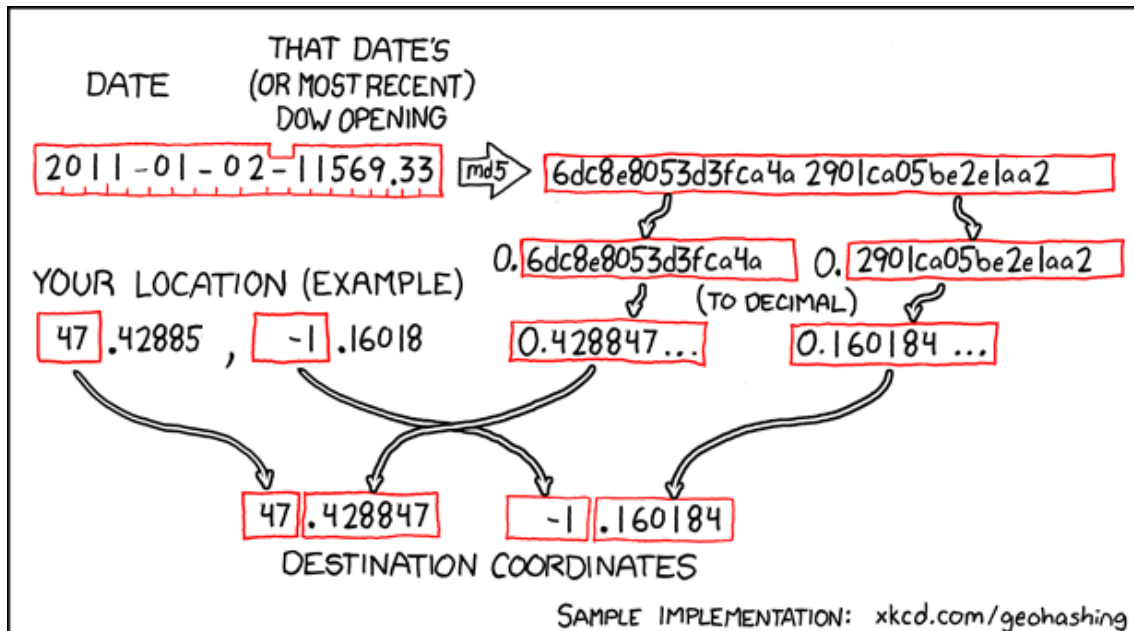 DATE
THAT DATE'S
(OR MOST RECENT)
DOW OPENING
2011-01-02-11569.33
md5
6dc8e8053d3fca4a 2901ca05be2e1aa2
0.6dc8e8053d3fca4a
0.2901ca05be2e1aa2
(TO DECIMAL)
YOUR LOCATION (EXAMPLE)
47.42885, -1.16018
0.428847...
0.160184...
47.428847
-1.160184
DESTINATION COORDINATES
SAMPLE IMPLEMENTATION: xkcd.com/geohashing